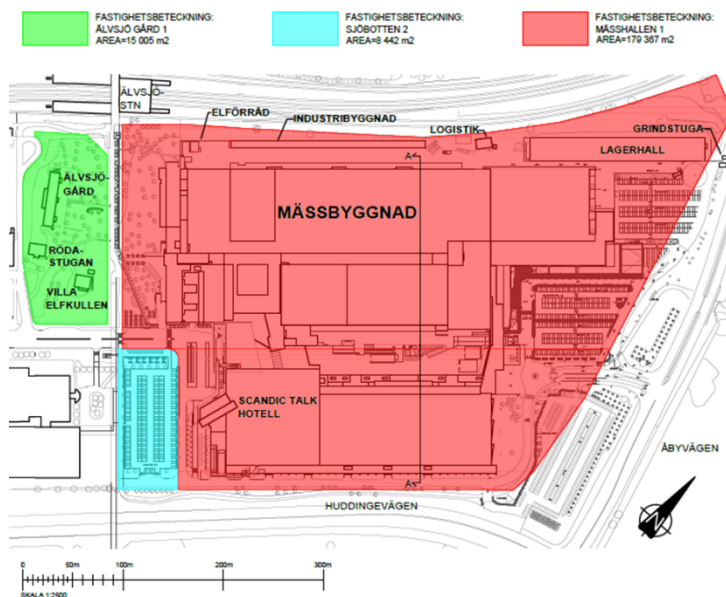 FASTIGHETSBETECKNING:
ÄLVSJÖ GÅRD 1
AREA=15 005 m2
FASTIGHETSBETECKNING:
SJÖBOTTEN 2
AREA=8 442 m2
FASTIGHETSBETECKNING:
MÄSSHALLEN 1
AREA=179 367 m2
ÄLVSJÖ-
STN
ELFÖRRÅD
INDUSTRIBYGGNAD
LOGISTIK
GRINDSTUGA
LAGERHALL
A
ÄLVSJÖ-
GÅRD
MÄSSBYGGNAD
RÖDA-
STUGAN
VILLA
ELFKULLEN
SCANDIC TALK
HOTELL
A
HUDDINGEVÄGEN
ÅBYVÄGEN
N
0 50m 100m 200m 300m
SKALA 1:2500